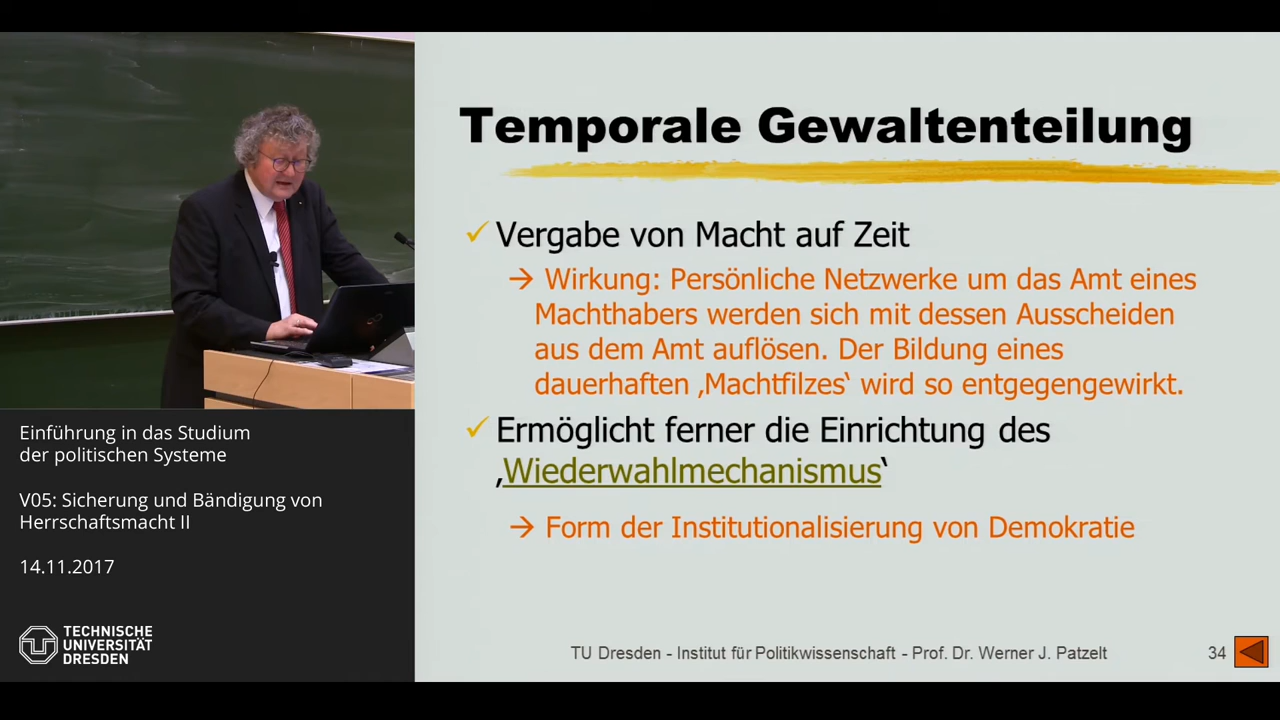 Temporale Gewaltenteilung
✓ Vergabe von Macht auf Zeit
→ Wirkung: Persönliche Netzwerke um das Amt eines
Machthabers werden sich mit dessen Ausscheiden
aus dem Amt auflösen. Der Bildung eines
dauerhaften ‚Machtfilzes‘ wird so entgegengewirkt.
✓ Ermöglicht ferner die Einrichtung des
‚Wiederwahlmechanismus‘
→ Form der Institutionalisierung von Demokratie
TU Dresden - Institut für Politikwissenschaft - Prof. Dr. Werner J. Patzelt
34
Einführung in das Studium
der politischen Systeme
V05: Sicherung und Bändigung von
Herrschaftsmacht II
14.11.2017
TECHNISCHE
UNIVERSITÄT
DRESDEN